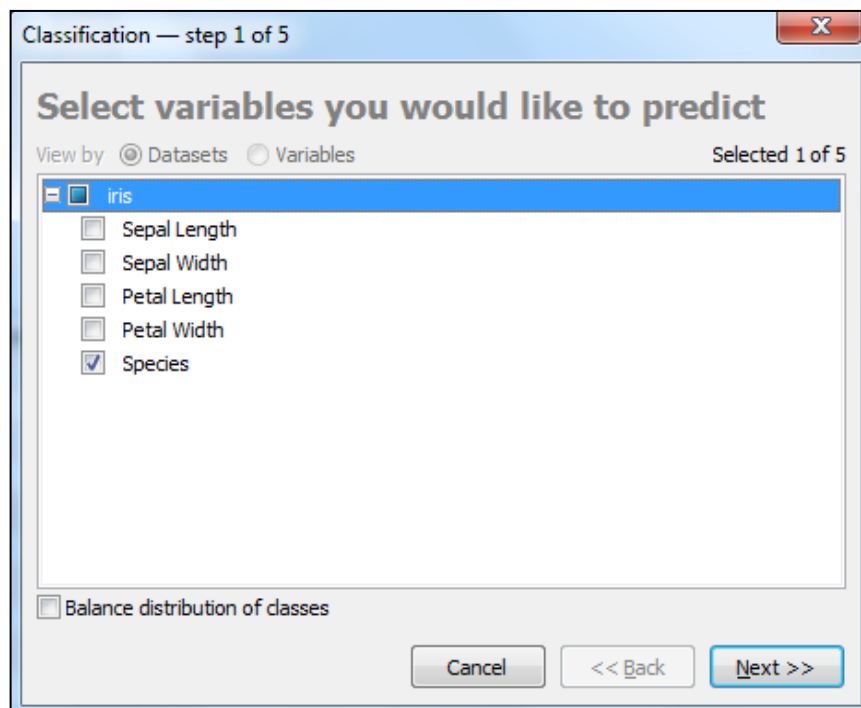 Classification — step 1 of 5
Select variables you would like to predict
View by Datasets Variables Selected 1 of 5
iris
Sepal Length
Sepal Width
Petal Length
Petal Width
Species
Balance distribution of classes
Cancel << Back Next >>